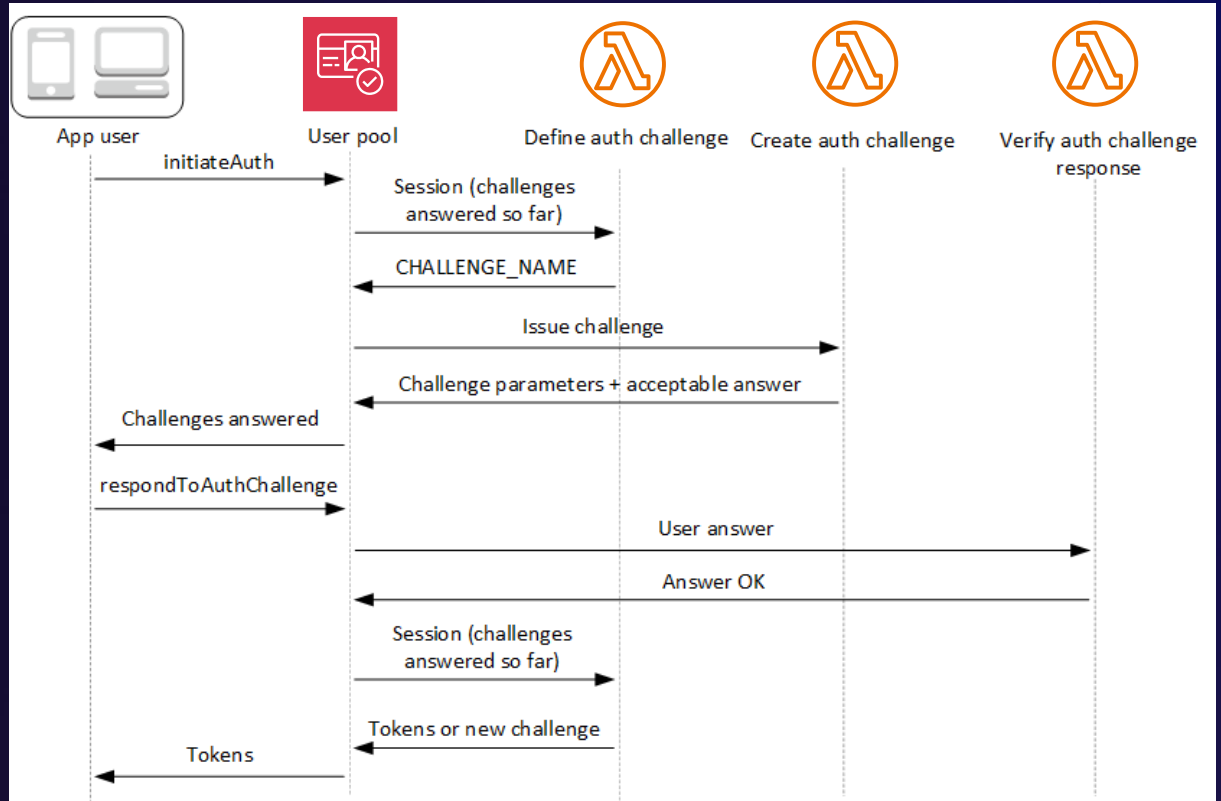 App user
User pool
Define auth challenge
Create auth challenge
Verify auth challenge
response
initiateAuth
Session (challenges
answered so far)
CHALLENGE_NAME
Issue challenge
Challenge parameters + acceptable answer
Challenges answered
respondToAuthChallenge
User answer
Answer OK
Session (challenges
answered so far)
Tokens or new challenge
Tokens